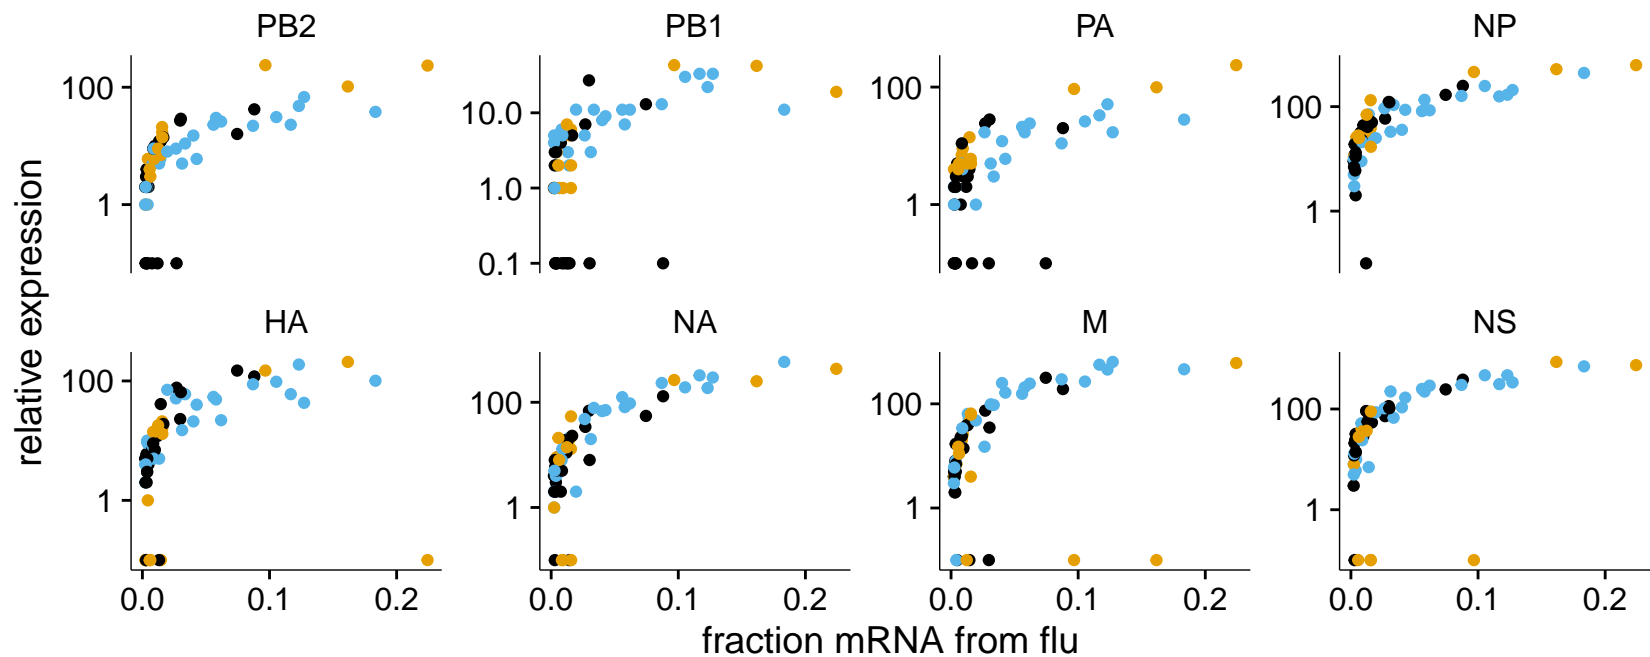 PB2 PB1 PA NP
100 10.0 100 100
1 1.0 1 1
0.1
relative expression
HA NA M NS
100 100 100 100
1 1 1 1
0.0 0.1 0.2 0.0 0.1 0.2 0.0 0.1 0.2 0.0 0.1 0.2
fraction mRNA from flu